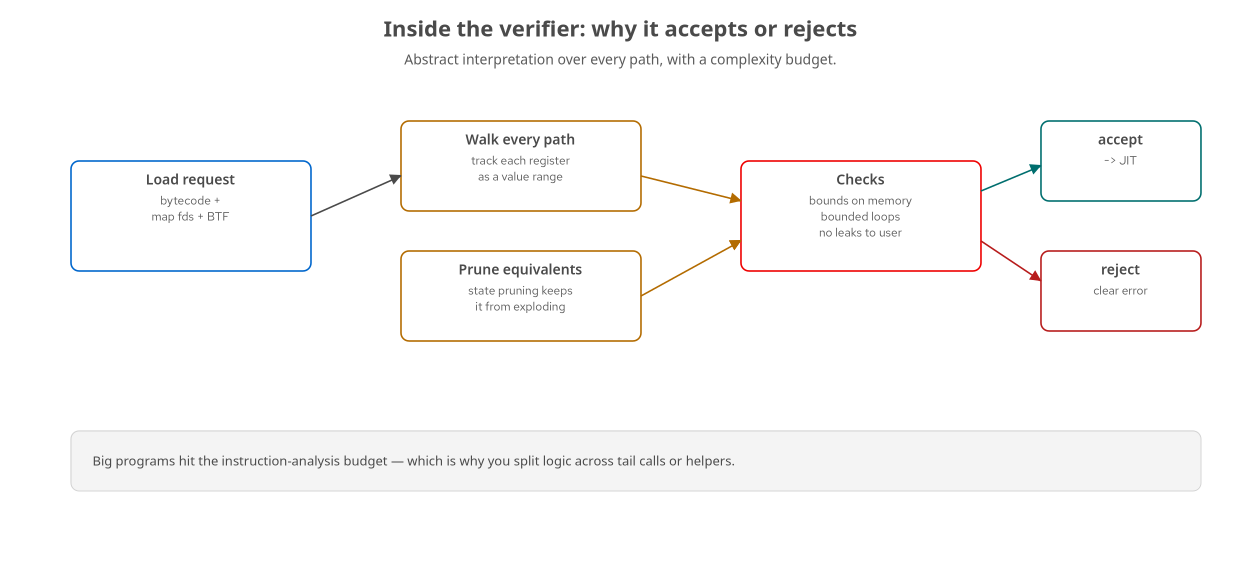 Inside the verifier: why it accepts or rejects
Abstract interpretation over every path, with a complexity budget.
Load request
bytecode +
map fds + BTF
Walk every path
track each register
as a value range
Prune equivalents
state pruning keeps
it from exploding
Checks
bounds on memory
bounded loops
no leaks to user
accept
-> JIT
reject
clear error
Big programs hit the instruction-analysis budget — which is why you split logic across tail calls or helpers.